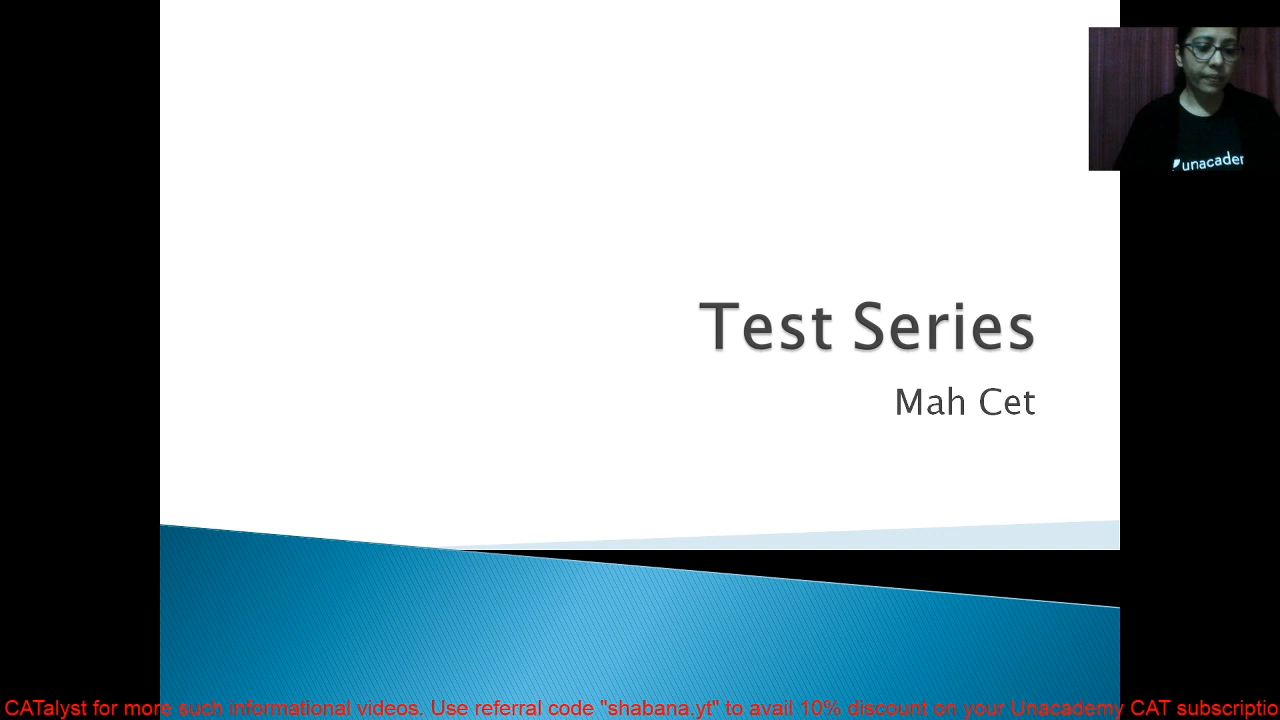 unacadem
Test Series
Mah Cet
CATalyst for more such informational videos. Use referral code "shabana.yt" to avail 10% discount on your Unacademy CAT subscriptio